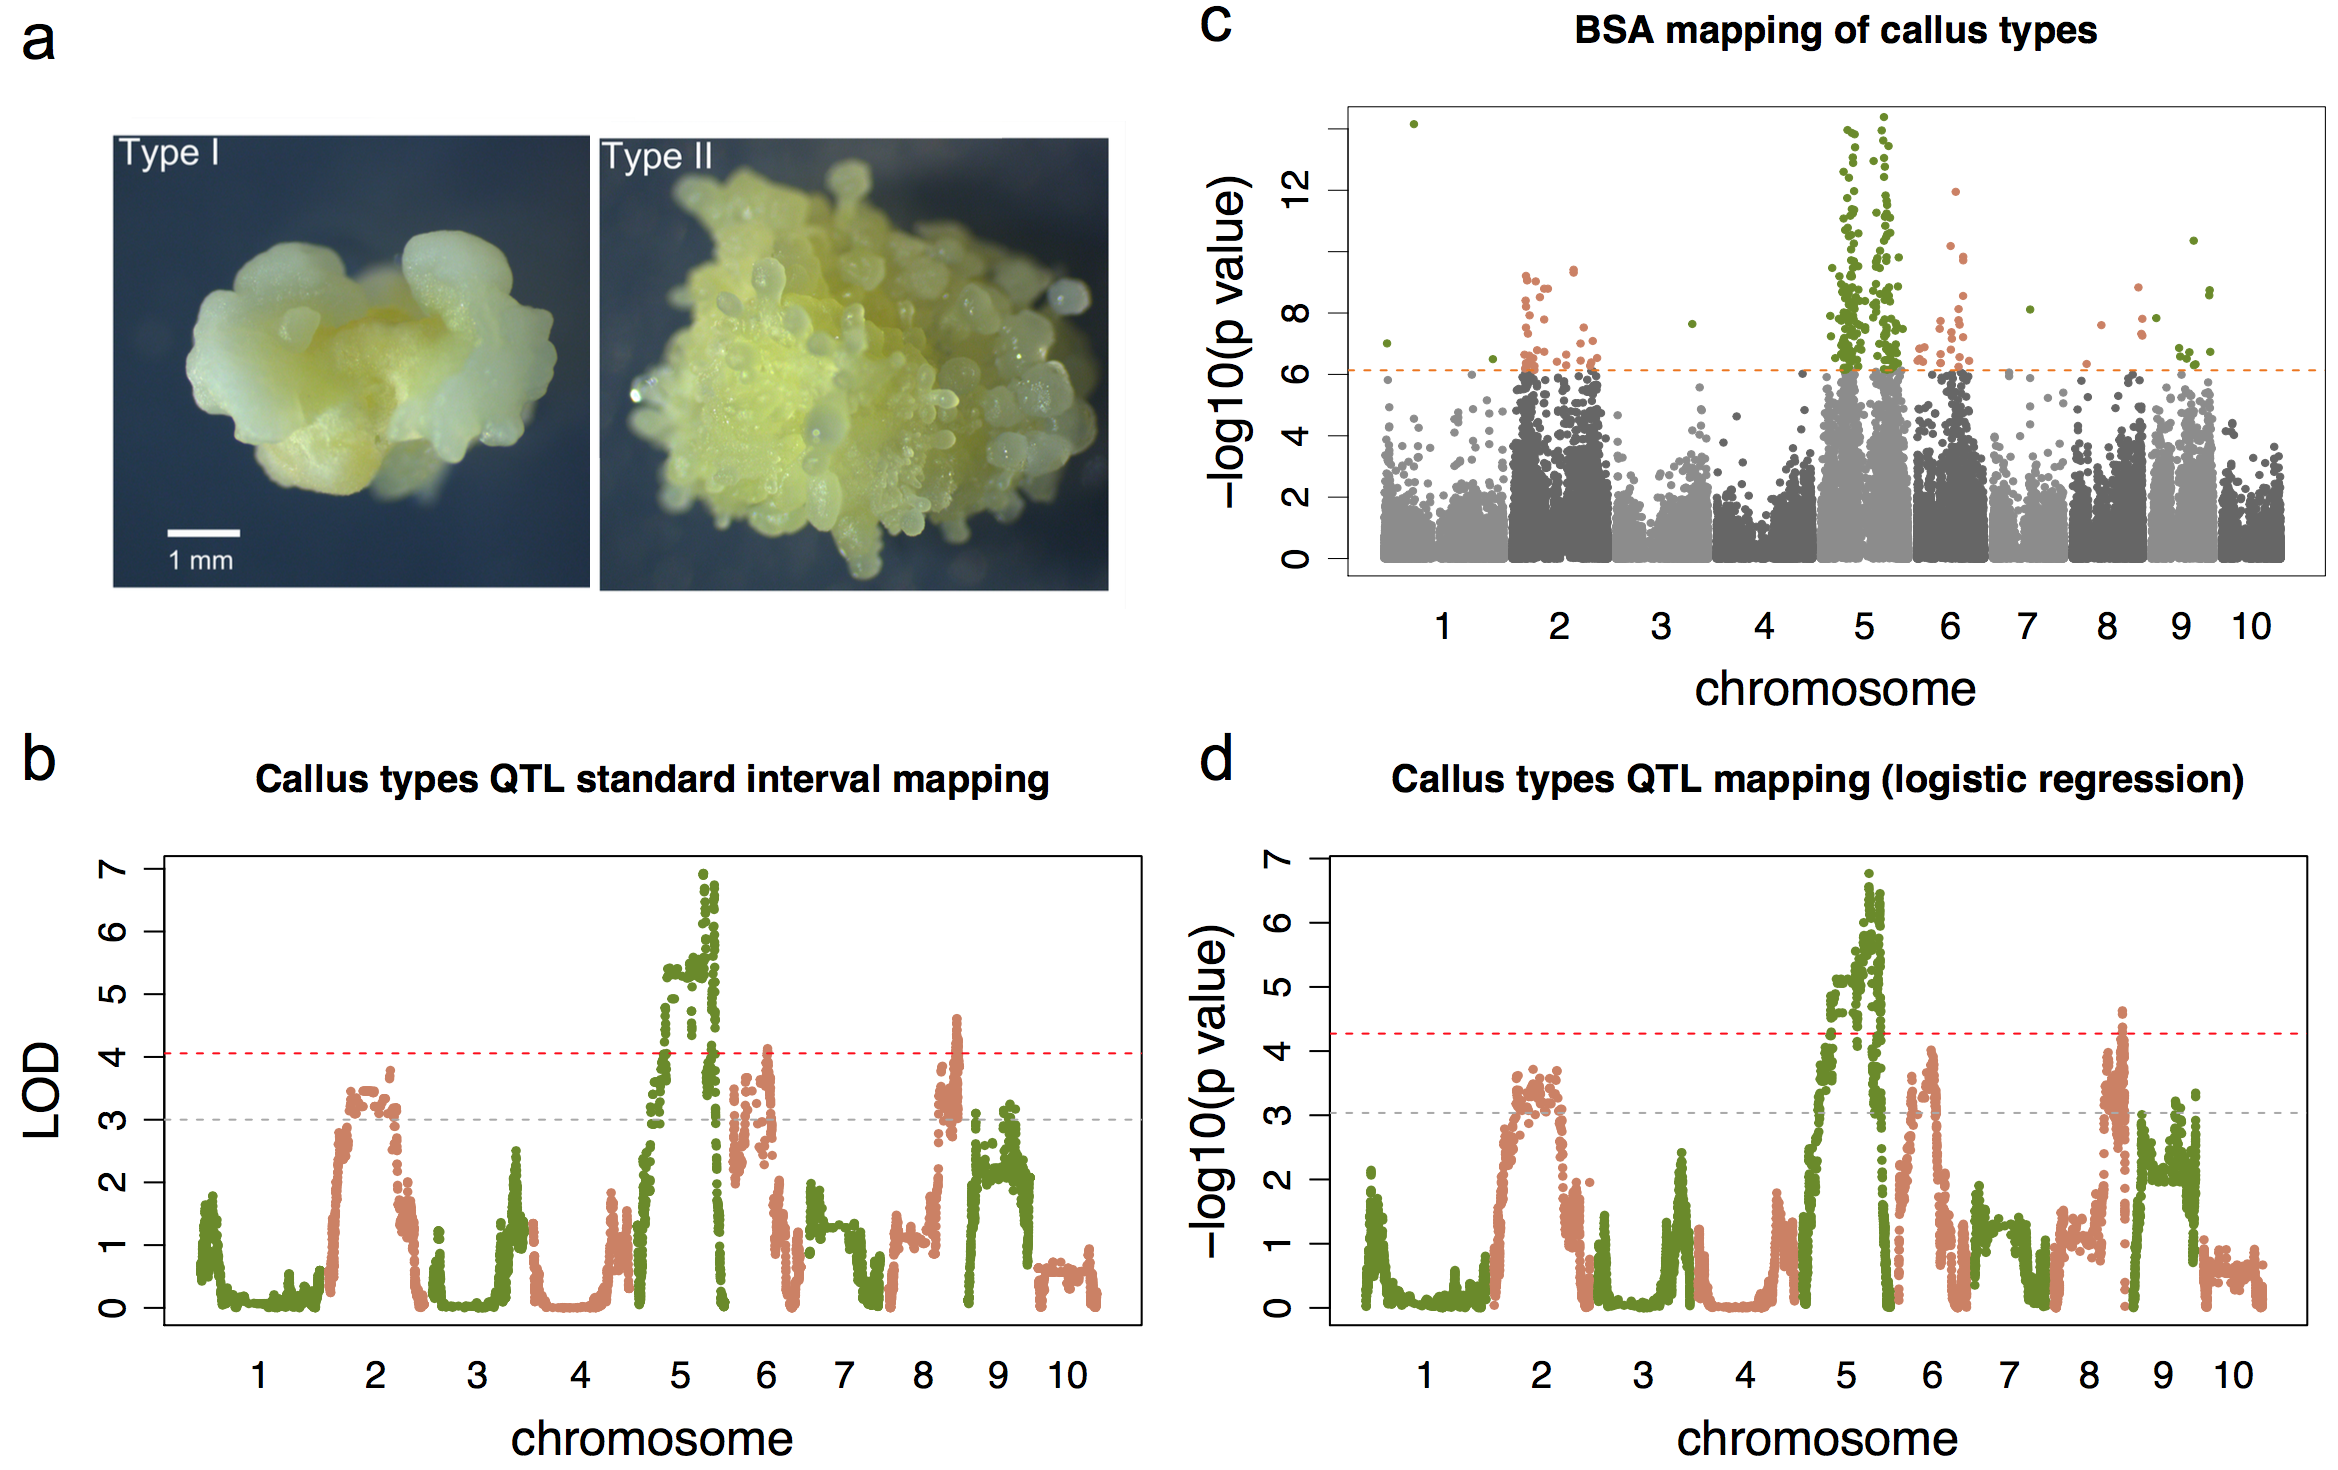 a
Type I
Type II
1 mm
c
BSA mapping of callus types
−log10(p value)
12
8
6
4
2
0
1 2 3 4 5 6 7 8 9 10
chromosome
b
Callus types QTL standard interval mapping
LOD
7
6
5
4
3
2
1
0
1 2 3 4 5 6 7 8 9 10
chromosome
d
Callus types QTL mapping (logistic regression)
−log10(p value)
7
6
5
4
3
2
1
0
1 2 3 4 5 6 7 8 9 10
chromosome